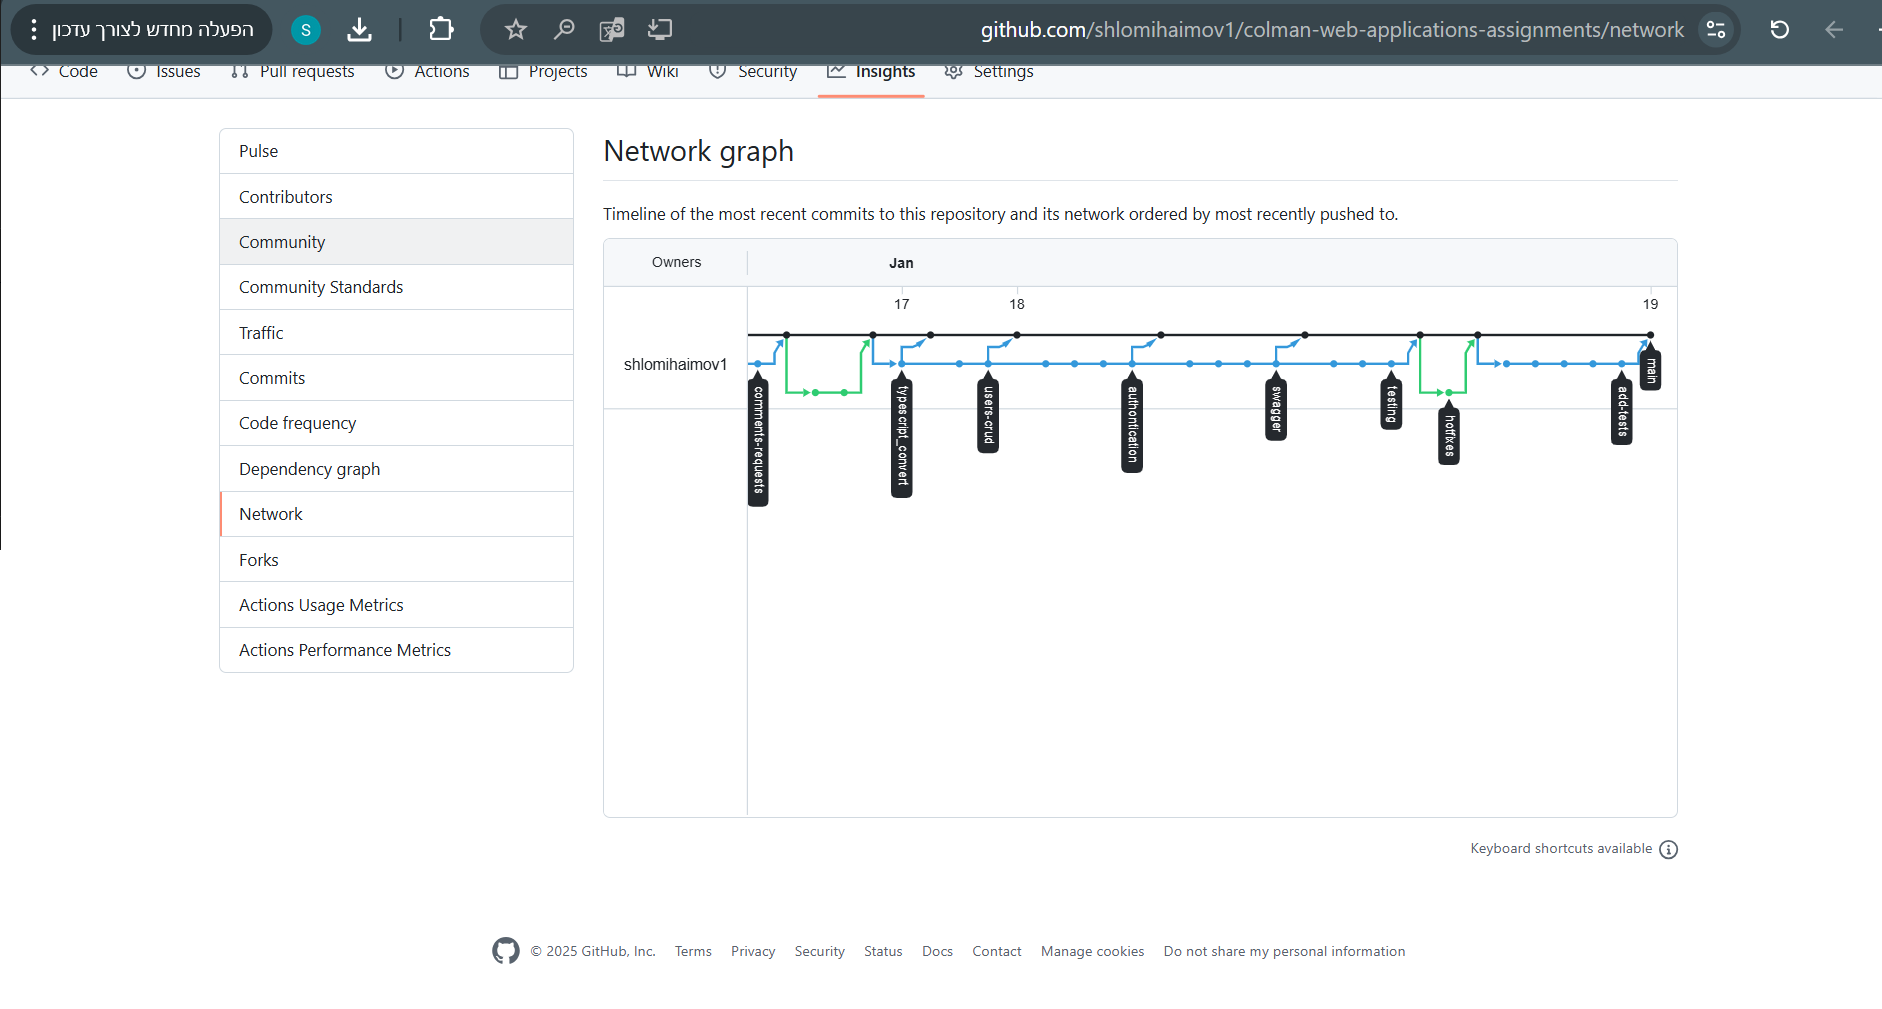 הפעלה מחדש לצורך עדכון
S
github.com/shlomihaimov1/colman-web-applications-assignments/network
Code Issues Pull requests Actions Projects Wiki Security Insights Settings
Pulse
Contributors
Community
Community Standards
Traffic
Commits
Code frequency
Dependency graph
Network
Forks
Actions Usage Metrics
Actions Performance Metrics
Network graph
Timeline of the most recent commits to this repository and its network ordered by most recently pushed to.
Owners
Jan
17 18 19
shlomihaimov1
comments-requests
typescript_convert
users-crud
authontication
swagger
testing
hotfixes
add-tests
main
Keyboard shortcuts available
© 2025 GitHub, Inc. Terms Privacy Security Status Docs Contact Manage cookies Do not share my personal information